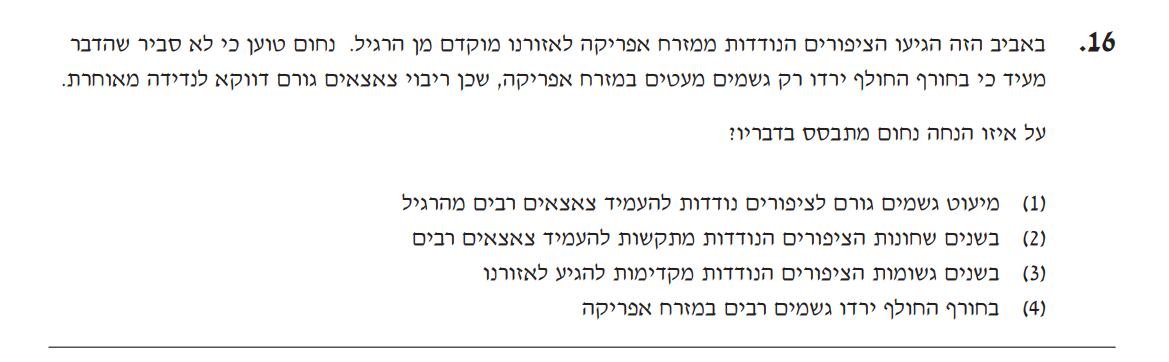 16. באביב הזה הגיעו הציפורים הנודדות ממזרח אפריקה לאזורנו מוקדם מן הרגיל. נחום טוען כי לא סביר שהדבר
מעיד כי בחורף החולף ירדו רק גשמים מעטים במזרח אפריקה, שכן ריבוי צאצאים גורם דווקא לנדידה מאוחרת.
על איזו הנחה נחום מתבסס בדבריו?
(1) מיעוט גשמים גורם לציפורים נודדות להעמיד צאצאים רבים מהרגיל
(2) בשנים שחונות הציפורים הנודדות מתקשות להעמיד צאצאים רבים
(3) בשנים גשומות הציפורים הנודדות מקדימות להגיע לאזורנו
(4) בחורף החולף ירדו גשמים רבים במזרח אפריקה